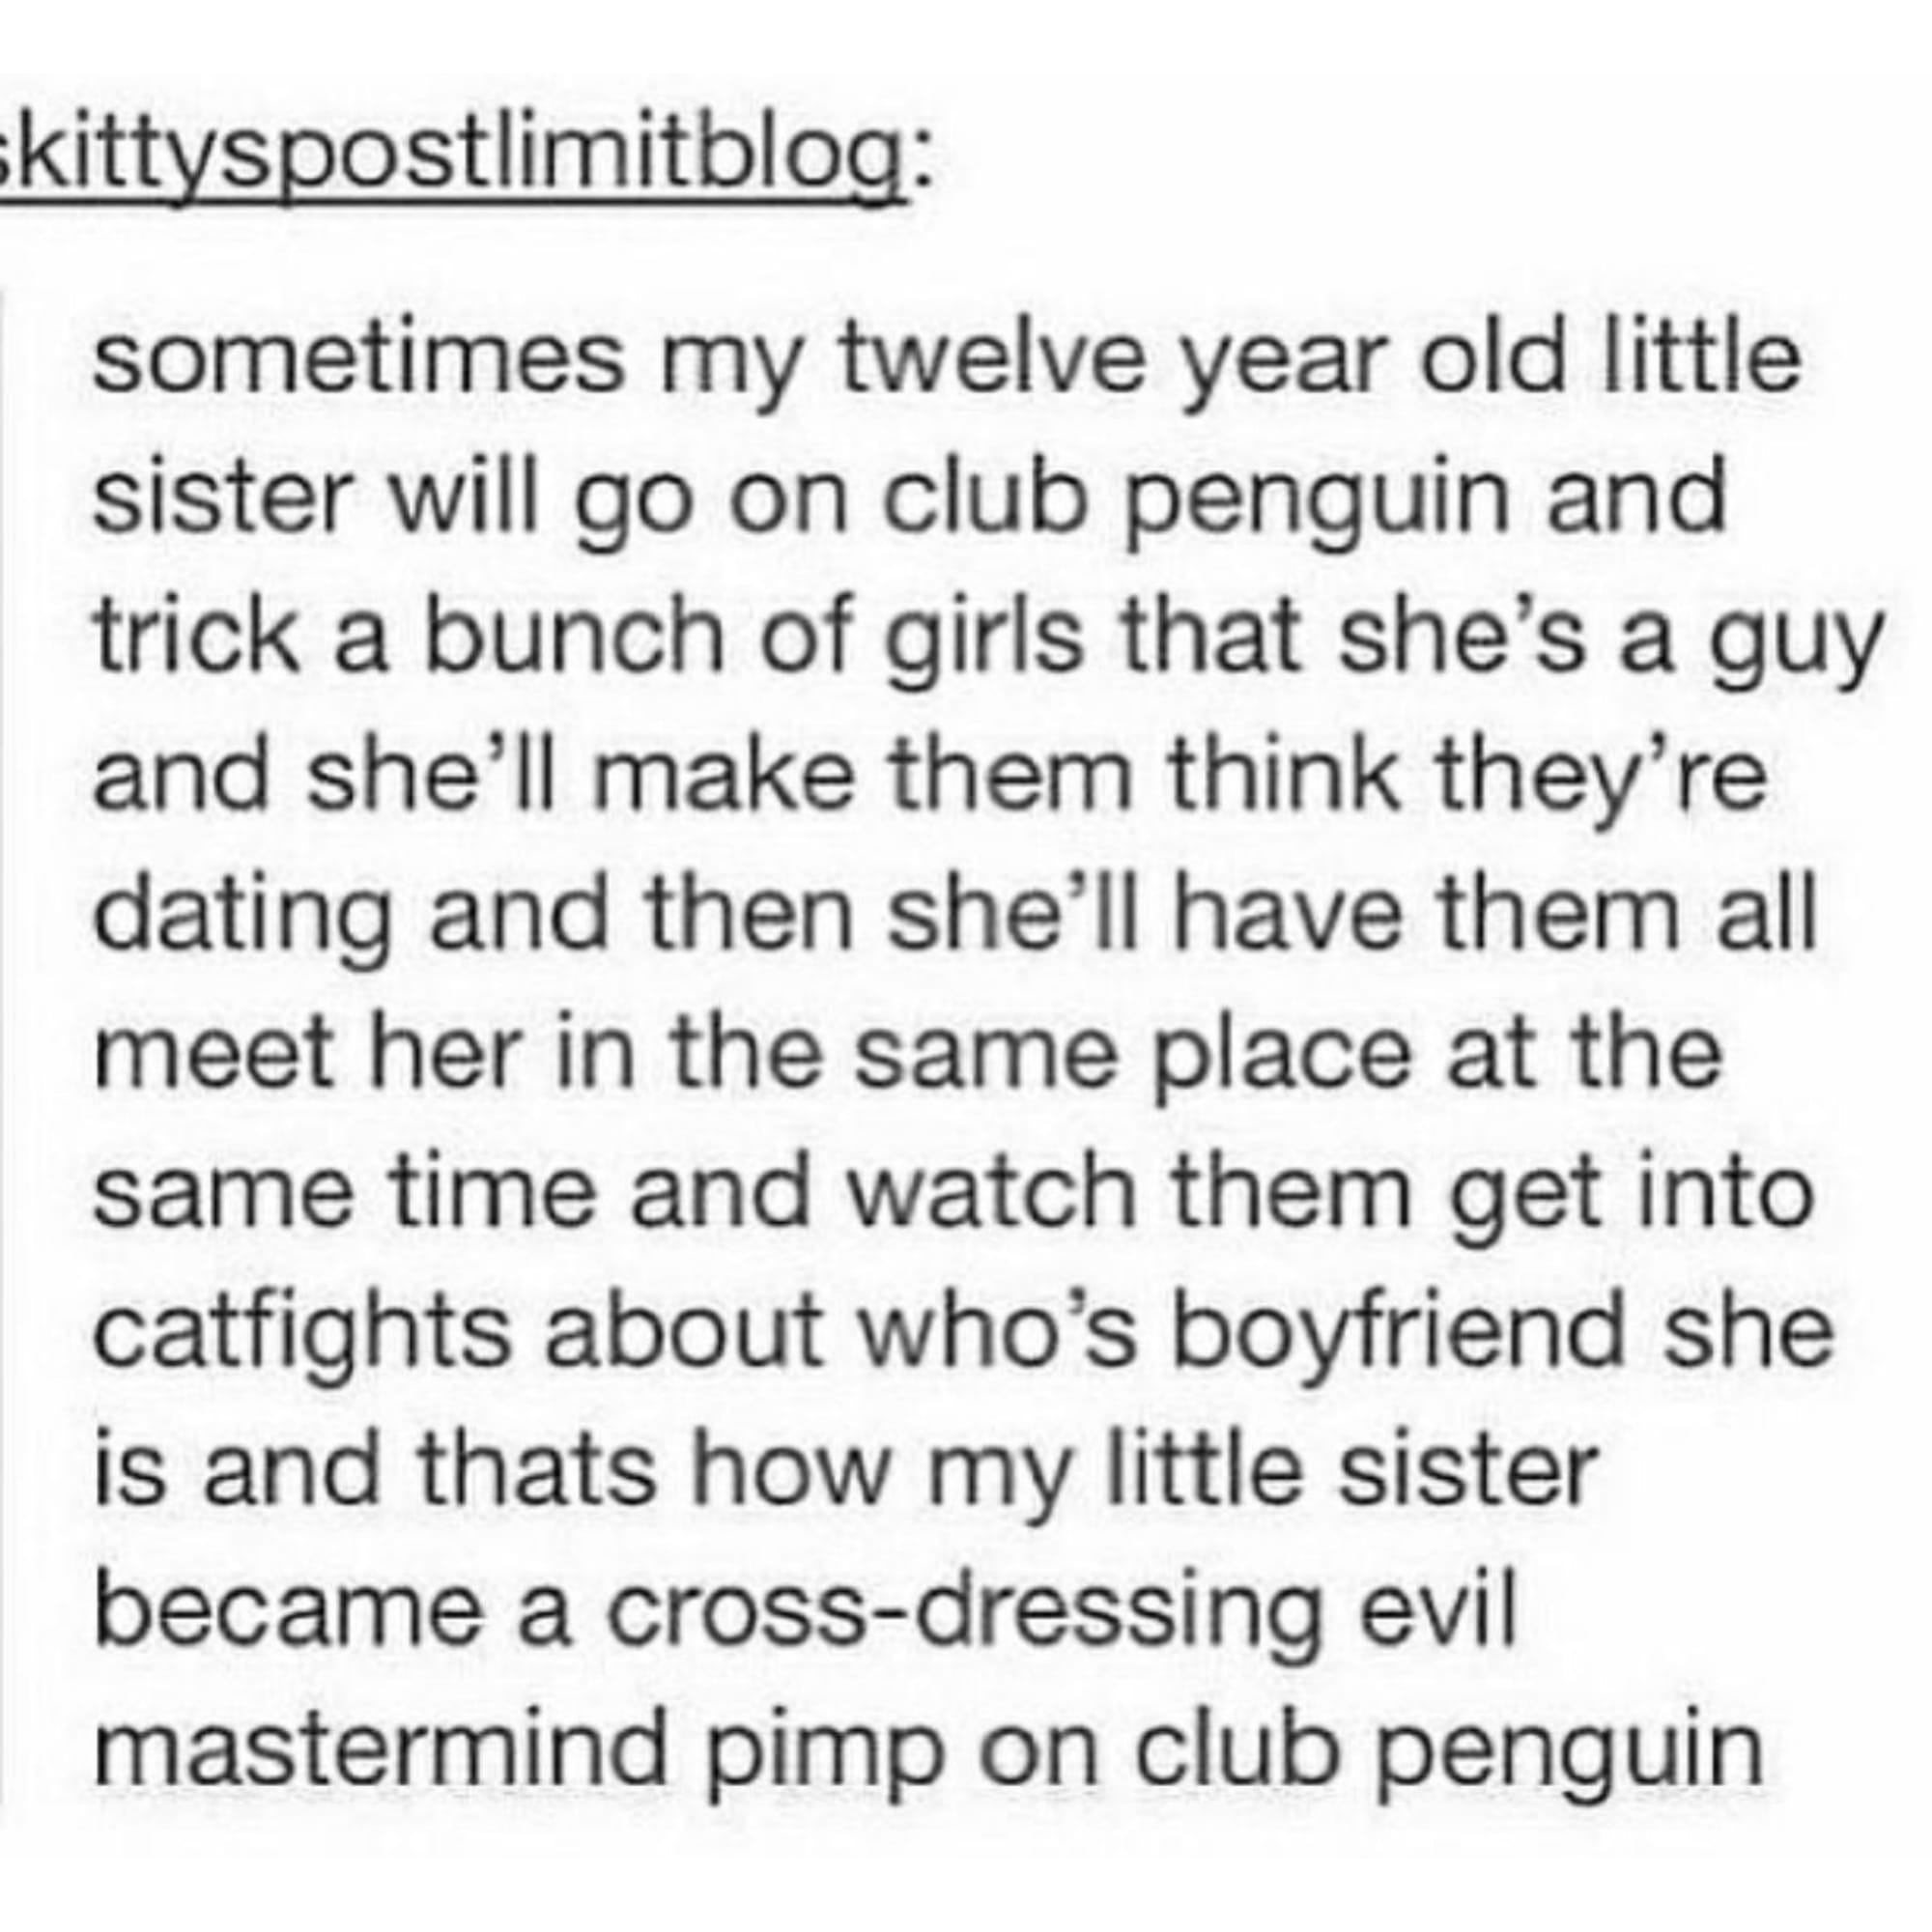 skittyspostlimitblog:
sometimes my twelve year old little
sister will go on club penguin and
trick a bunch of girls that she's a guy
and she'll make them think they're
dating and then she'll have them all
meet her in the same place at the
same time and watch them get into
catfights about who's boyfriend she
is and thats how my little sister
became a cross-dressing evil
mastermind pimp on club penguin